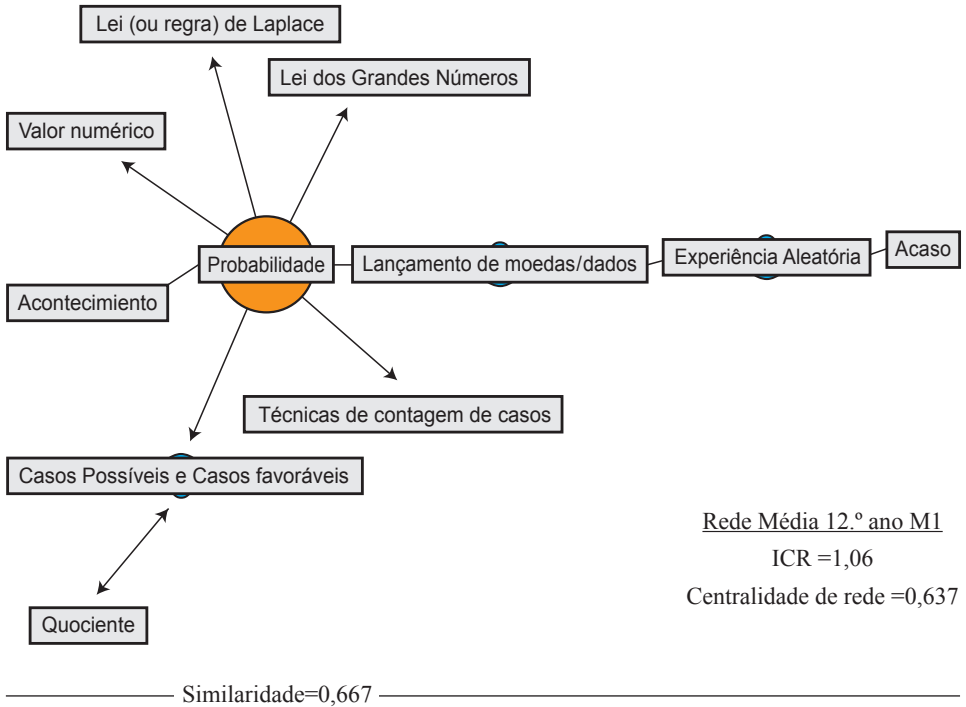 Lei (ou regra) de Laplace
Lei dos Grandes Números
Valor numérico
Probabilidade
Lançamento de moedas/dados
Experiência Aleatória
Acaso
Acontecimento
Técnicas de contagem de casos
Casos Possíveis e Casos favoráveis
Quociente
Rede Média 12.º ano M1
ICR =1,06
Centralidade de rede =0,637
Similaridade=0,667